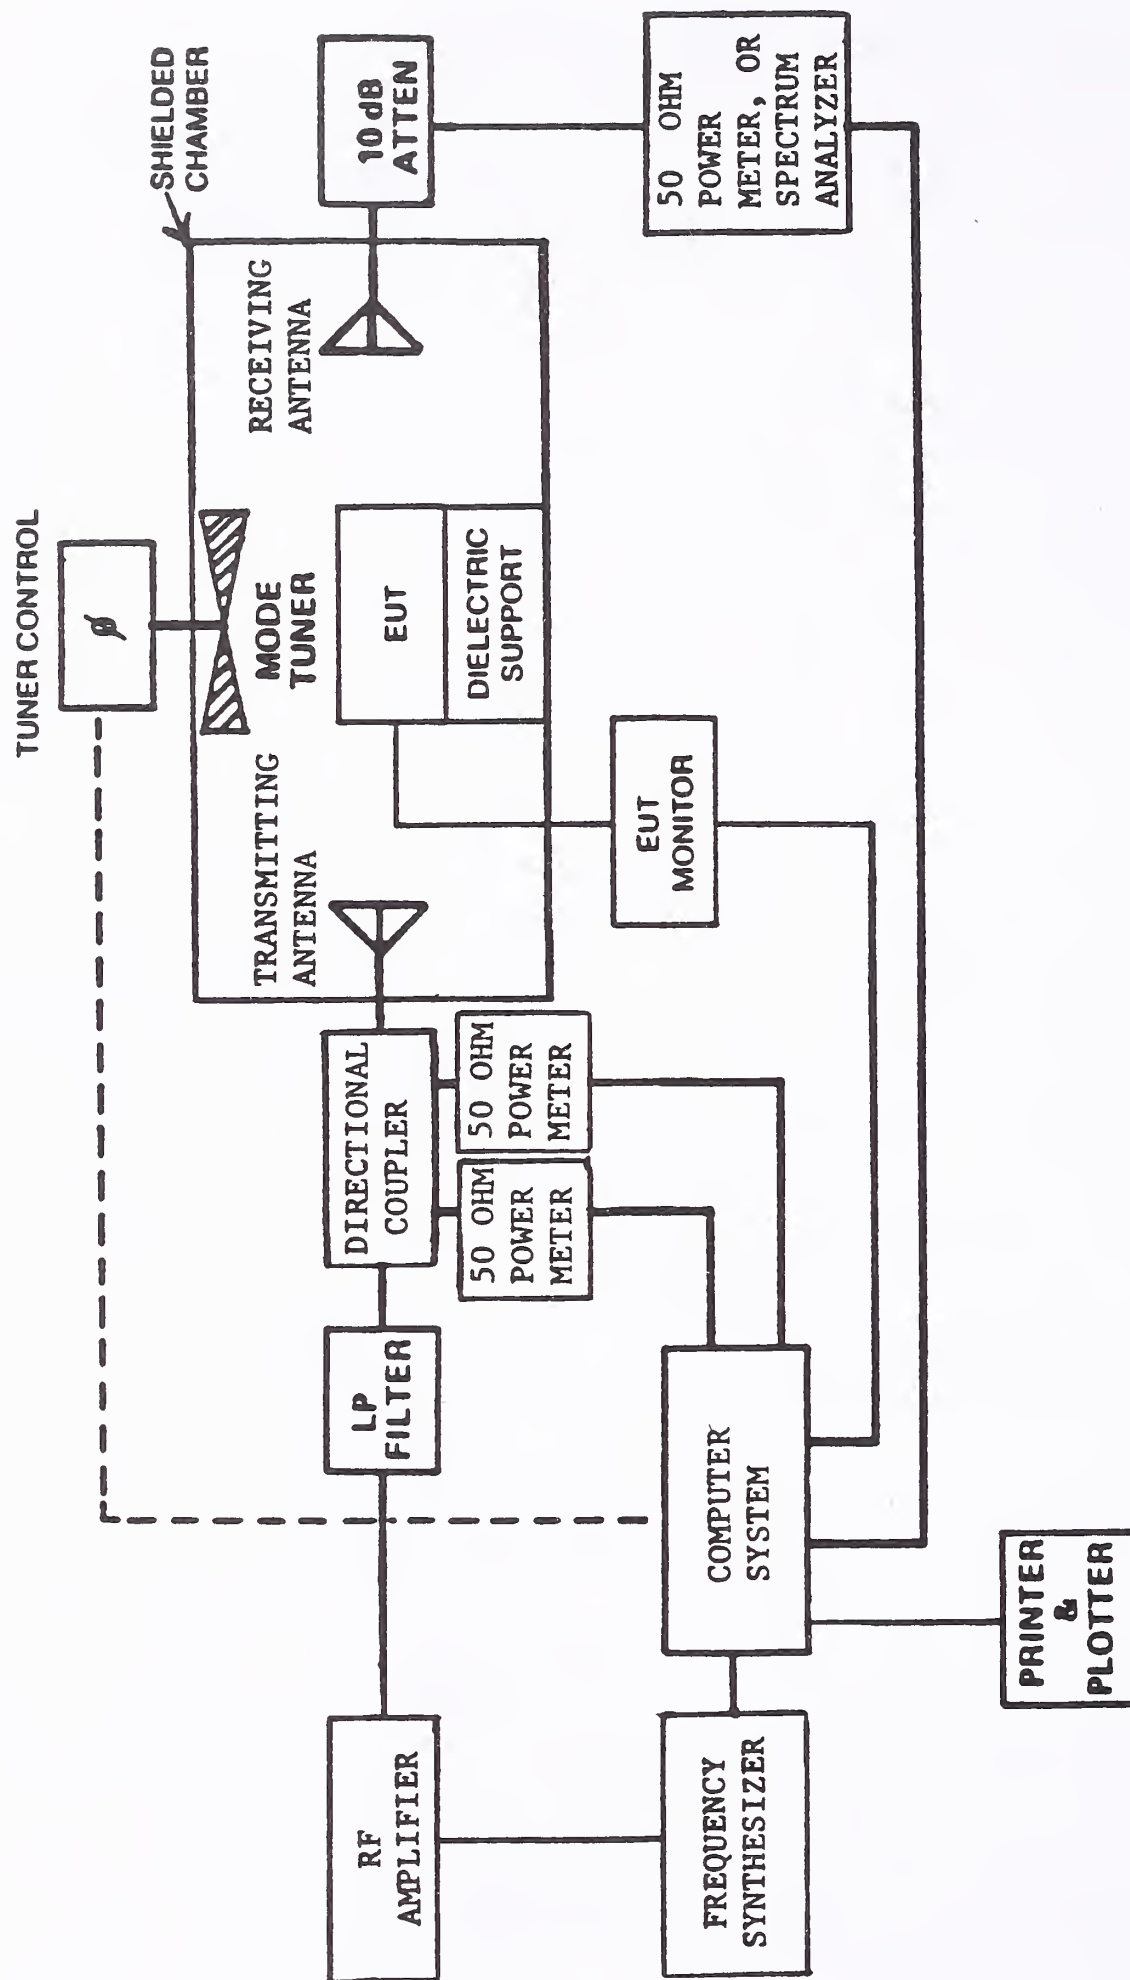 TUNER CONTROL
ø
SHIELDED
CHAMBER
TRANSMITTING
ANTENNA
MODE
TUNER
RECEIVING
ANTENNA
RF
AMPLIFIER
LP
FILTER
DIRECTIONAL
COUPLER
EUT
DIELECTRIC
SUPPORT
10 dB
ATTEN
50 OHM
POWER
METER
50 OHM
POWER
METER
FREQUENCY
SYNTHESIZER
COMPUTER
SYSTEM
EUT
MONITOR
50 OHM
POWER
METER, OR
SPECTRUM
ANALYZER
PRINTER
&
PLOTTER